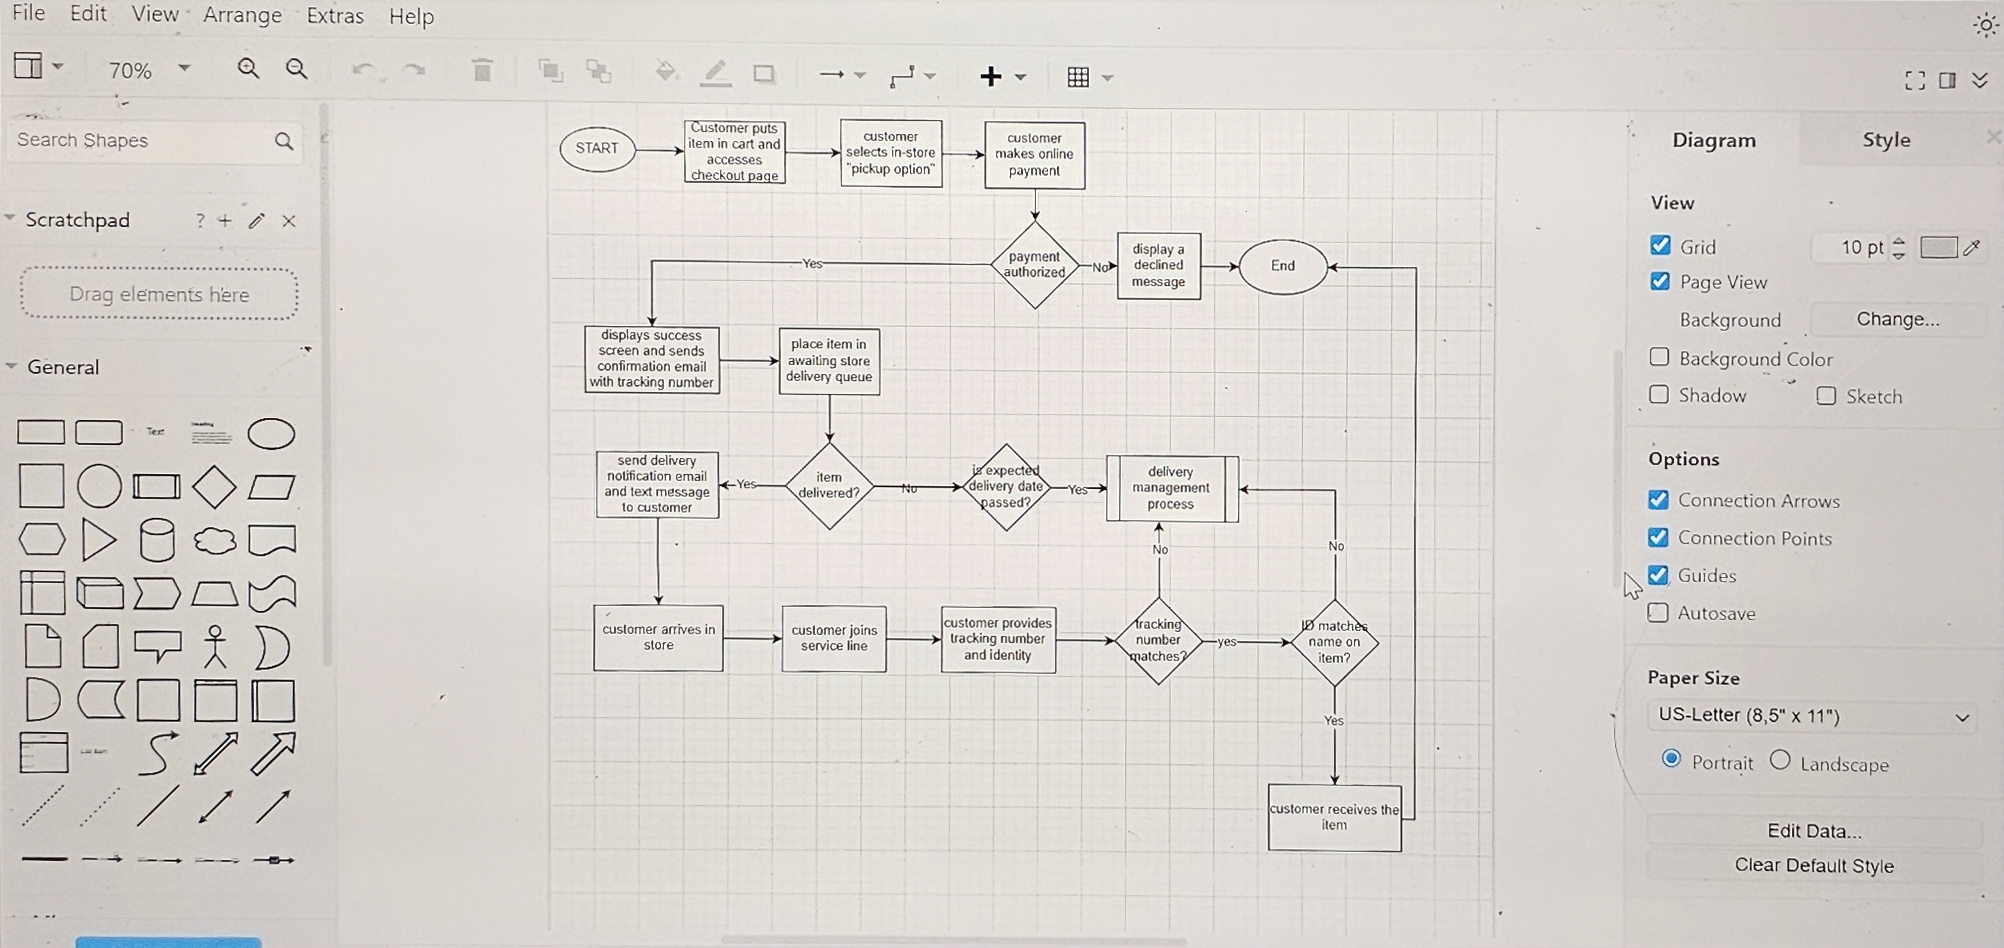 File Edit View Arrange Extras Help
70%
Search Shapes
Scratchpad
?
Drag elements here
General
Text
Heading
START
Customer puts
item in cart and
accesses
checkout page
customer
selects in-store
"pickup option"
customer
makes online
payment
payment
authorized
Yes
No
display a
declined
message
End
displays success
screen and sends
confirmation email
with tracking number
place item in
awaiting store
delivery queue
item
delivered?
Yes
No
send delivery
notification email
and text message
to customer
is expected
delivery date
passed?
Yes
delivery
management
process
customer arrives in
store
customer joins
service line
customer provides
tracking number
and identity
tracking
number
matches?
No
yes
ID matches
name on
item?
No
Yes
customer receives the
item
Diagram Style
View
Grid 10 pt
Page View
Background Change...
Background Color
Shadow Sketch
Options
Connection Arrows
Connection Points
Guides
Autosave
Paper Size
US-Letter (8,5" x 11")
Portrait Landscape
Edit Data...
Clear Default Style